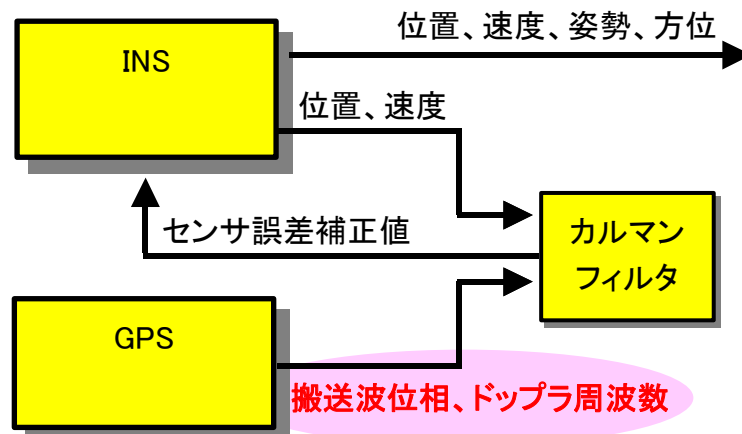 位置、速度、姿勢、方位
INS
位置、速度
センサ誤差補正値
カルマン
フィルタ
GPS
搬送波位相、ドップラ周波数